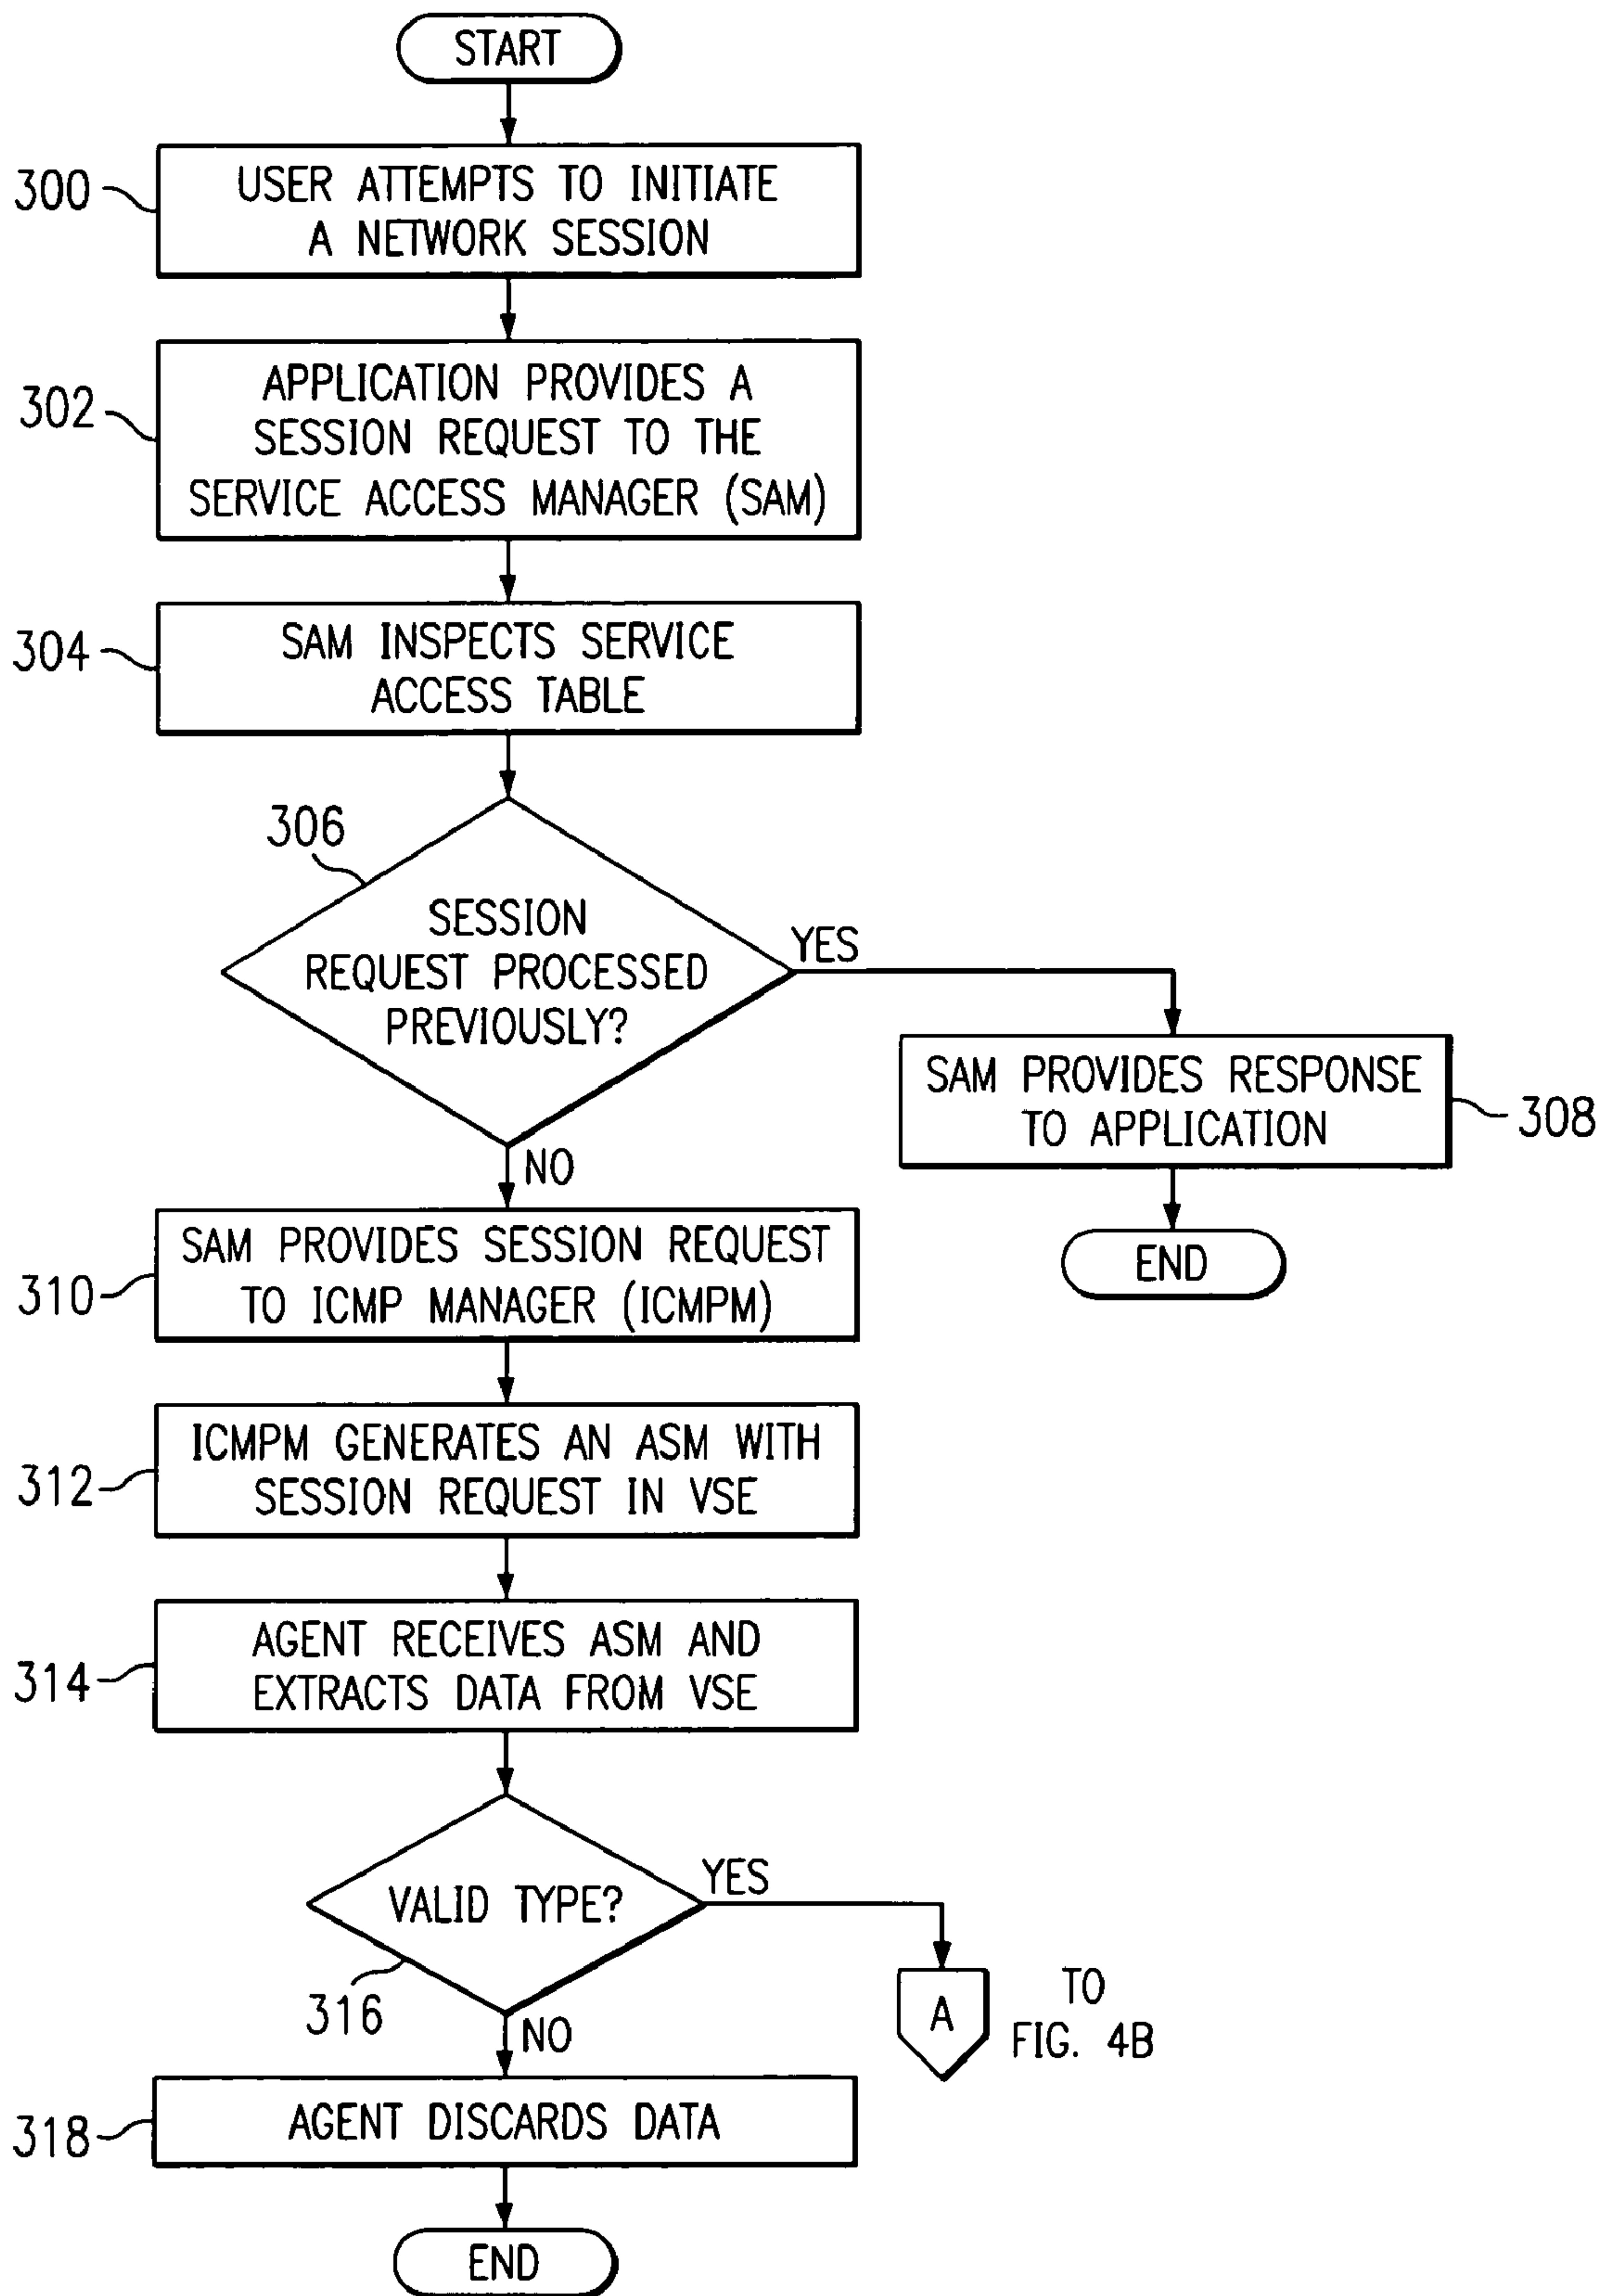 START
300
USER ATTEMPTS TO INITIATE
A NETWORK SESSION
302
APPLICATION PROVIDES A
SESSION REQUEST TO THE
SERVICE ACCESS MANAGER (SAM)
304
SAM INSPECTS SERVICE
ACCESS TABLE
306
SESSION
REQUEST PROCESSED
PREVIOUSLY?
YES
SAM PROVIDES RESPONSE
TO APPLICATION
308
END
NO
310
SAM PROVIDES SESSION REQUEST
TO ICMP MANAGER (ICMPM)
312
ICMPM GENERATES AN ASM WITH
SESSION REQUEST IN VSE
314
AGENT RECEIVES ASM AND
EXTRACTS DATA FROM VSE
VALID TYPE?
316
YES
A
TO
FIG. 4B
NO
318
AGENT DISCARDS DATA
END